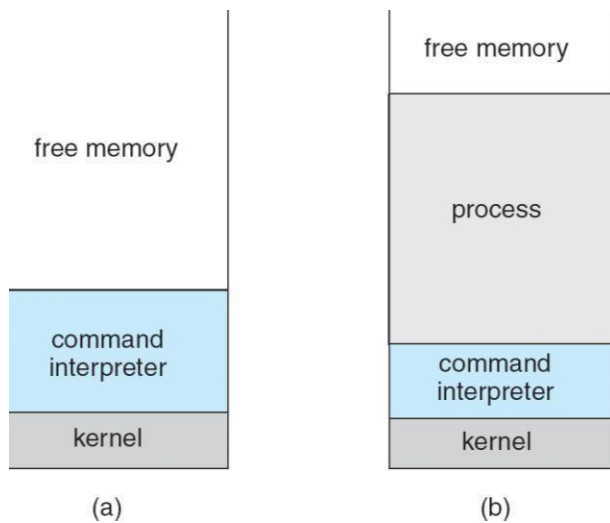 free memory
command
interpreter
kernel
(a)
free memory
process
command
interpreter
kernel
(b)